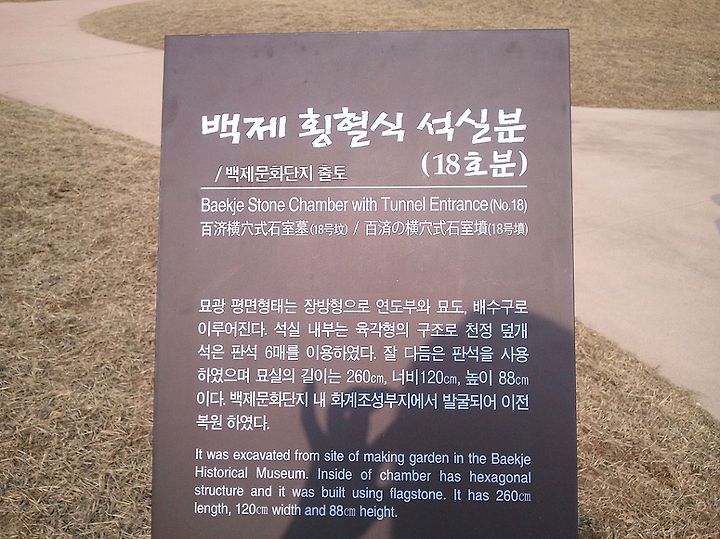 백제 횡혈식 석실분
(18호분)
/ 백제문화단지 출토
Baekje Stone Chamber with Tunnel Entrance (No.18)
百济横穴式石室墓(18号坟) / 百済の横穴式石室墳(18号墳)
묘광 평면형태는 장방형으로 연도부와 묘도, 배수구로
이루어진다. 석실 내부는 육각형의 구조로 천정 덮개
석은 판석 6매를 이용하였다. 잘 다듬은 판석을 사용
하였으며 묘실의 길이는 260㎝, 너비120㎝, 높이 88㎝
이다. 백제문화단지 내 화계조성부지에서 발굴되어 이전
복원 하였다.
It was excavated from site of making garden in the Baekje
Historical Museum. Inside of chamber has hexagonal
structure and it was built using flagstone. It has 260㎝
length, 120㎝ width and 88㎝ height.